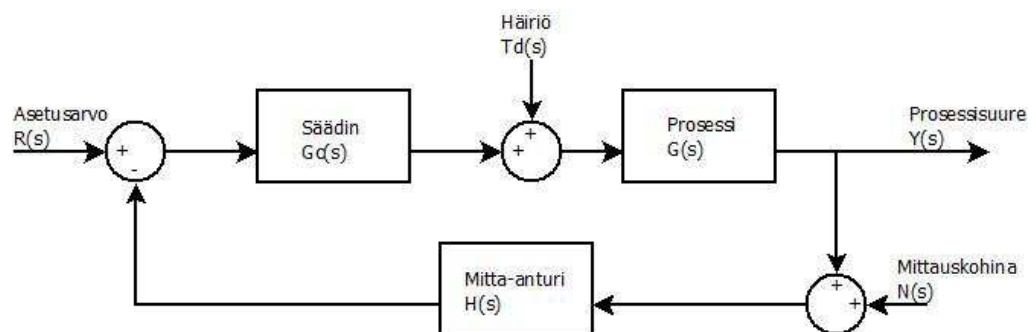 Häiriö
Td(s)
Asetusarvo
R(s)
+
-
Säädin
Gc(s)
+
+
Prosessi
G(s)
Prosessisuure
Y(s)
Mitta-anturi
H(s)
+
+
Mittauskohina
N(s)